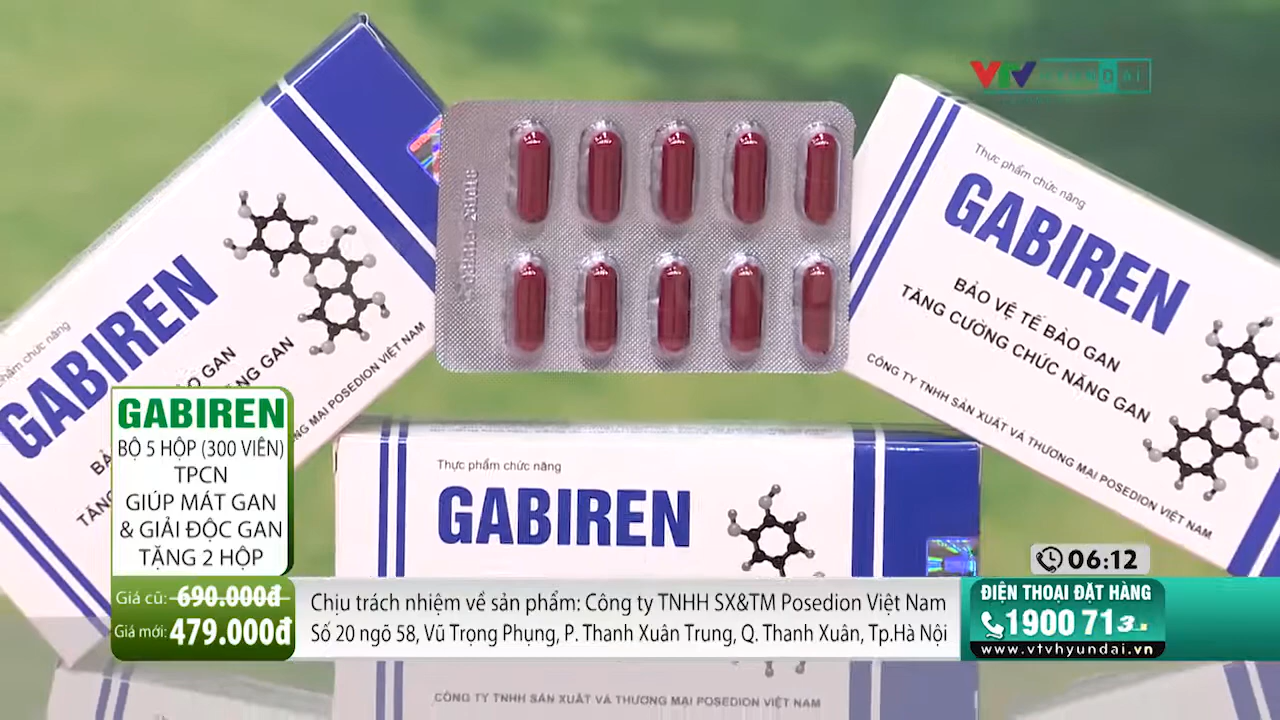 VTV HYUNDAI
Thực phẩm chức năng
GABIREN
BẢO VỆ TẾ BÀO GAN
TĂNG CƯỜNG CHỨC NĂNG GAN
CÔNG TY TNHH SẢN XUẤT VÀ THƯƠNG MẠI POSEDION VIỆT NAM
chức năng
GABIREN
BÀO GAN
NĂNG GAN
MẠI POSEDION VIỆT NAM
Thực phẩm chức năng
GABIREN
GABIREN
BỘ 5 HỘP (300 VIÊN)
TPCN
GIÚP MÁT GAN
& GIẢI ĐỘC GAN
TẶNG 2 HỘP
Giá cũ: 690.000đ
Giá mới: 479.000đ
Chịu trách nhiệm về sản phẩm: Công ty TNHH SX&TM Posedion Việt Nam
Số 20 ngõ 58, Vũ Trọng Phụng, P. Thanh Xuân Trung, Q. Thanh Xuân, Tp.Hà Nội
06:12
ĐIỆN THOẠI ĐẶT HÀNG
1900 71
www.vtvhyundai.vn
CÔNG TY TNHH SẢN XUẤT VÀ THƯƠNG MẠI POSEDION VIỆT NAM